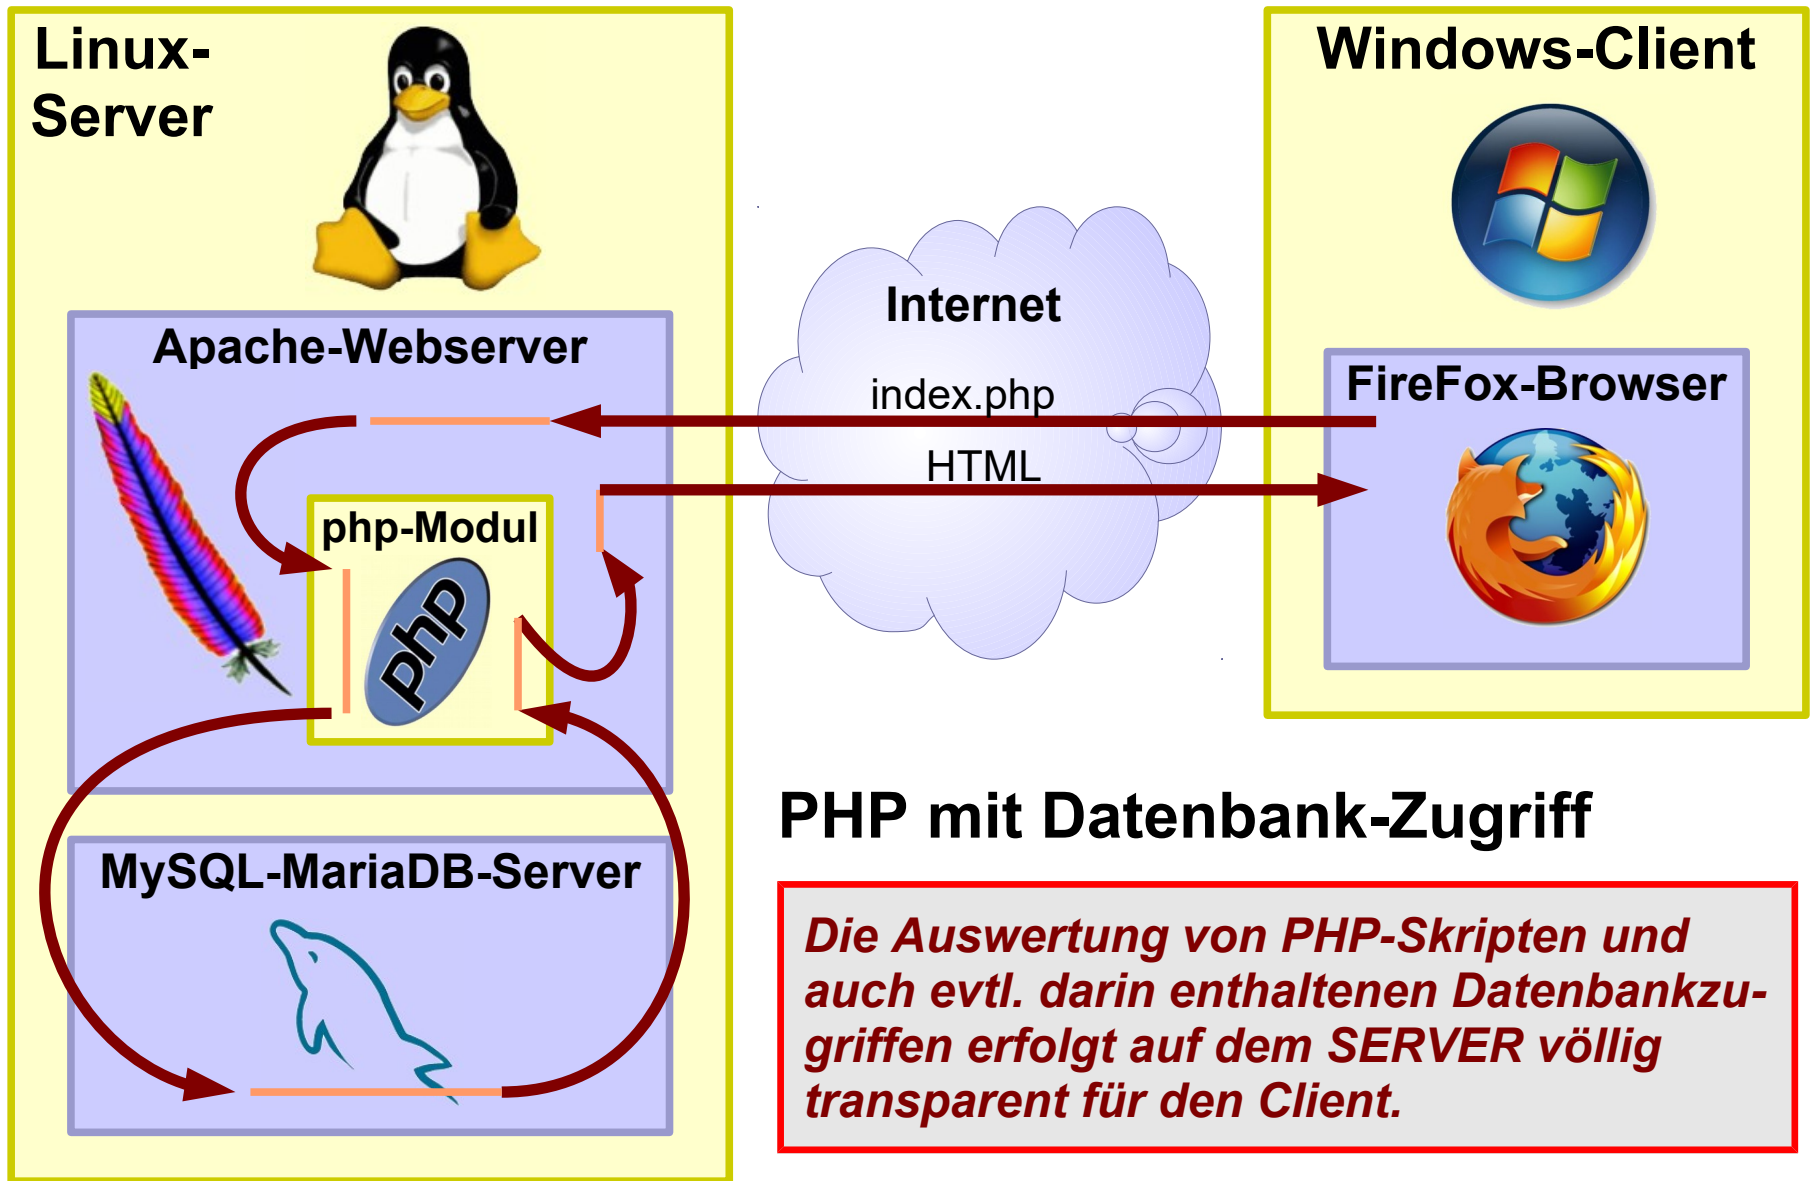 Linux-
Server
Windows-Client
Internet
Apache-Webserver
FireFox-Browser
index.php
HTML
php-Modul
php
PHP mit Datenbank-Zugriff
MySQL-MariaDB-Server
Die Auswertung von PHP-Skripten und
auch evtl. darin enthaltenen Datenbankzu-
griffen erfolgt auf dem SERVER völlig
transparent für den Client.